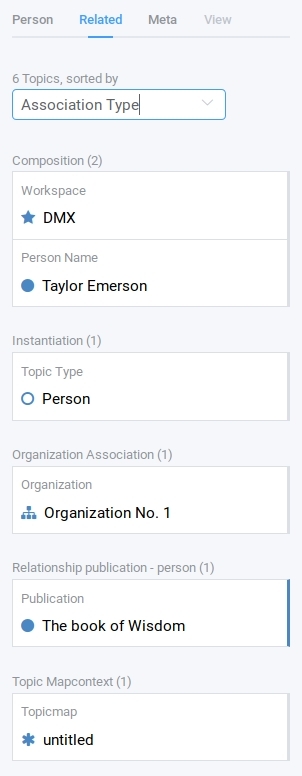 Person Related Meta View
6 Topics, sorted by
Association Type
Composition (2)
Workspace
DMX
Person Name
Taylor Emerson
Instantiation (1)
Topic Type
Person
Organization Association (1)
Organization
Organization No. 1
Relationship publication - person (1)
Publication
The book of Wisdom
Topic Mapcontext (1)
Topicmap
untitled